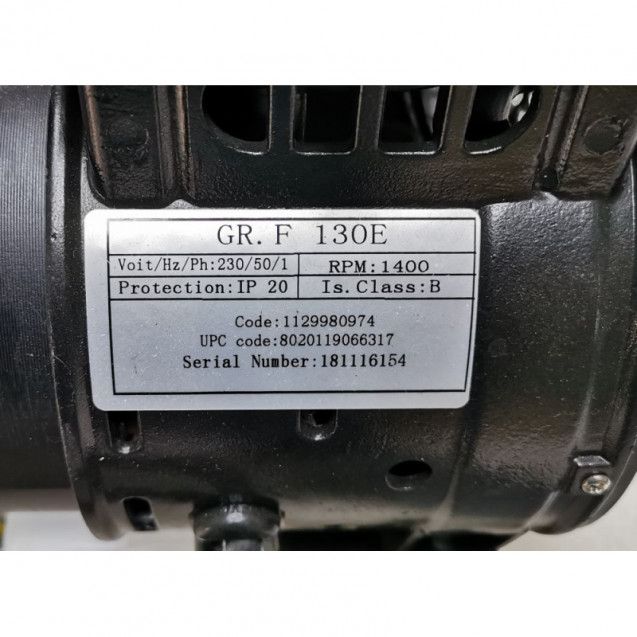 GR. F 130E
Voit/Hz/Ph:230/50/1 RPM:1400
Protection:IP 20 Is.Class:B
Code:1129980974
UPC code:8020119066317
Serial Number:181116154